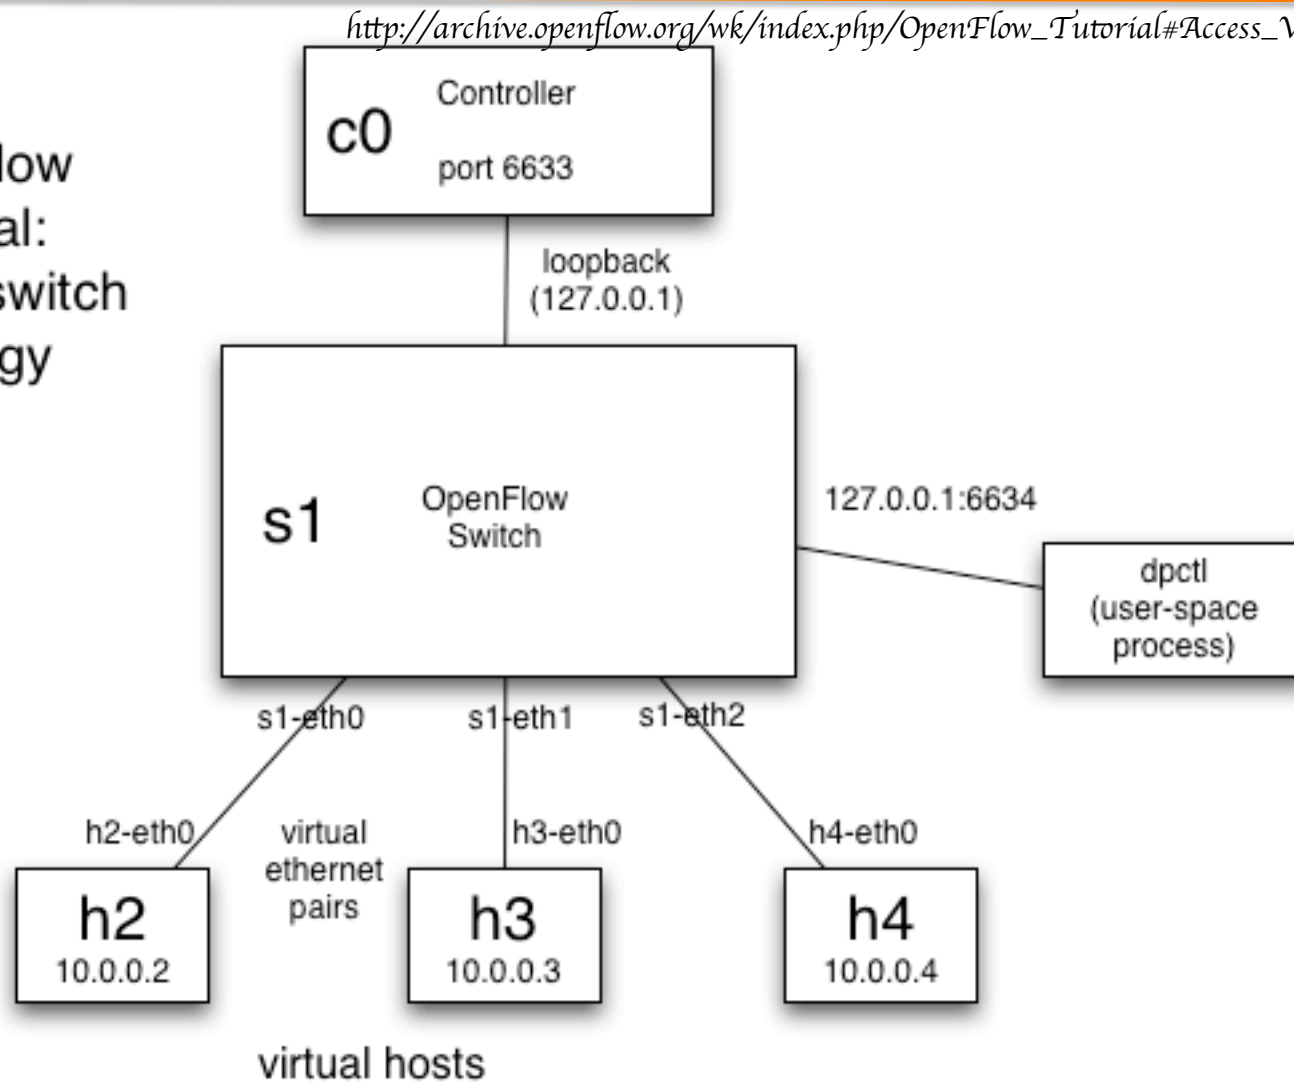 http://archive.openflow.org/wk/index.php/OpenFlow_Tutorial#Access_V
Controller
c0
port 6633
low
al:
switch
gy
loopback
(127.0.0.1)
s1
OpenFlow
Switch
127.0.0.1:6634
dpctl
(user-space
process)
s1-eth0
s1-eth1
s1-eth2
h2-eth0
virtual
ethernet
pairs
h3-eth0
h4-eth0
h2
10.0.0.2
h3
10.0.0.3
h4
10.0.0.4
virtual hosts